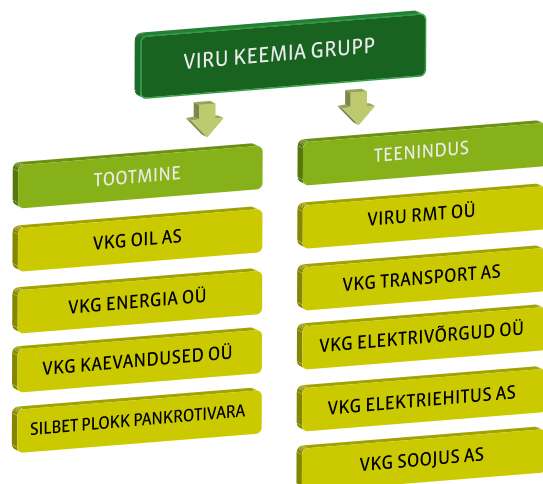 VIRU KEEMIA GRUPP
TOOTMINE
VKG OIL AS
VKG ENERGIA OÜ
VKG KAEVANDUSED OÜ
SILBET PLOKK PANKROTIVARA
TEENINDUS
VIRU RMT OÜ
VKG TRANSPORT AS
VKG ELEKTRIVÕRGUD OÜ
VKG ELEKTRIEHITUS AS
VKG SOOJUS AS